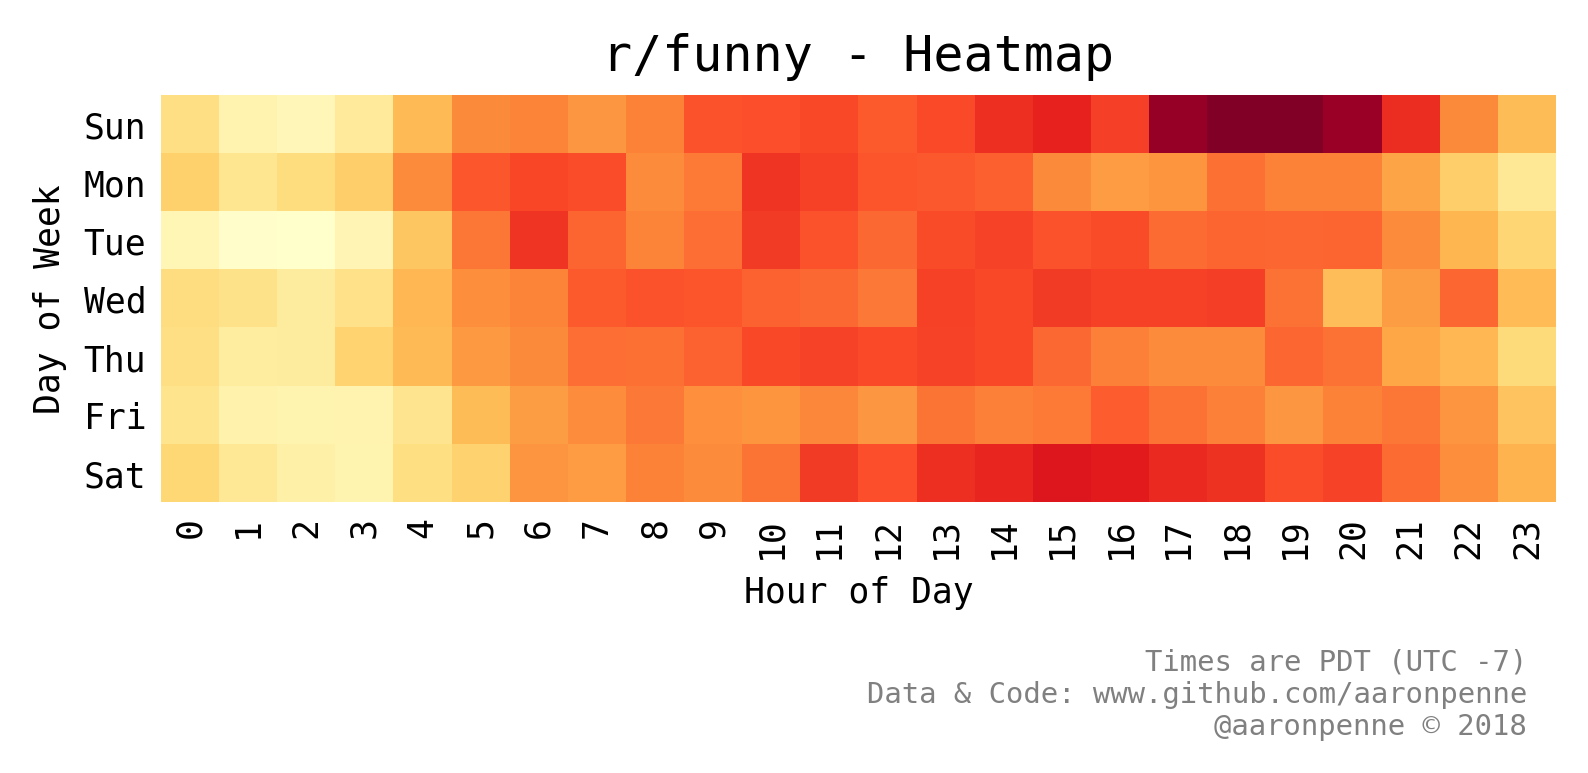 r/funny - Heatmap
Day of Week
Sun
Mon
Tue
Wed
Thu
Fri
Sat
0 1 2 3 4 5 6 7 8 9 10 11 12 13 14 15 16 17 18 19 20 21 22 23
Hour of Day
Times are PDT (UTC -7)
Data & Code: www.github.com/aaronpenne
@aaronpenne © 2018